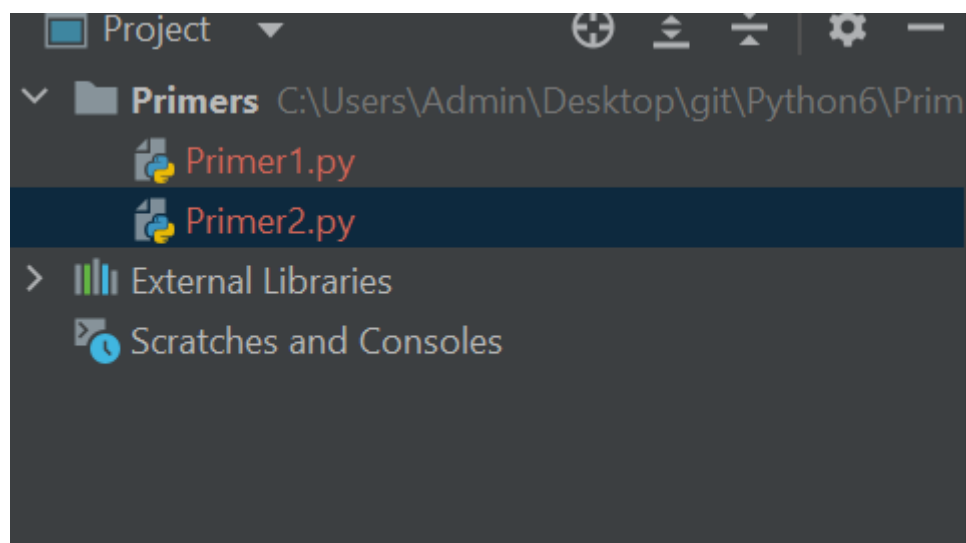 Project
Primers C:\Users\Admin\Desktop\git\Python6\Prim
Primer1.py
Primer2.py
External Libraries
Scratches and Consoles